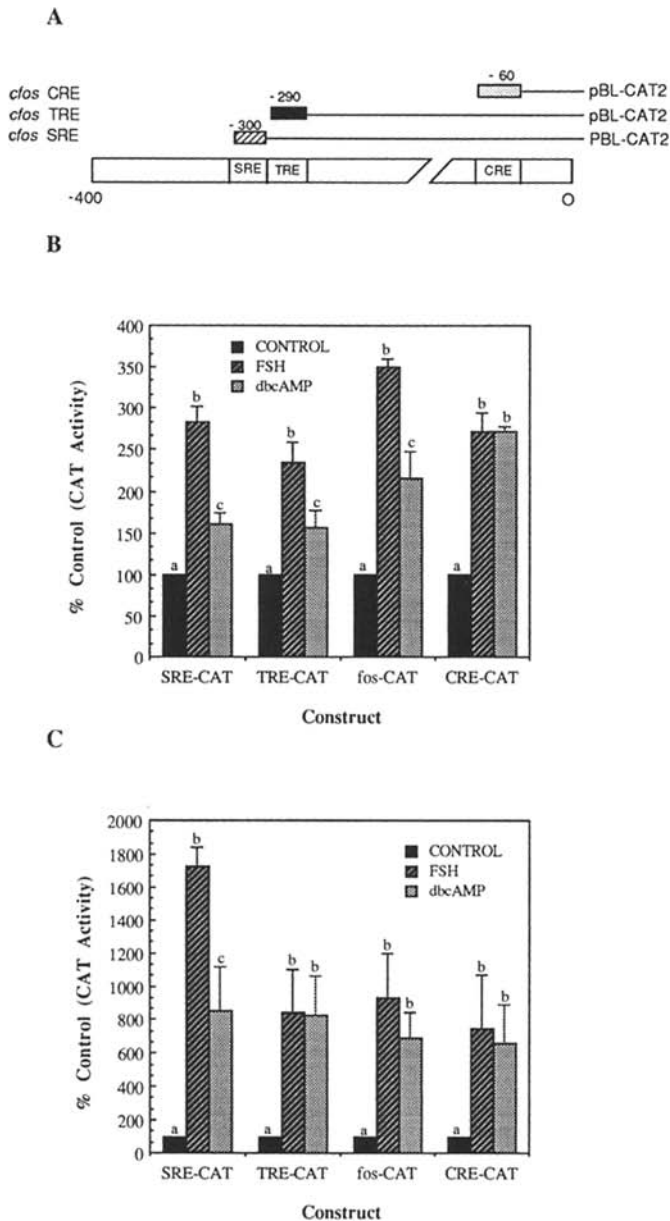 A
cfos CRE - 60 pBL-CAT2
cfos TRE - 290 pBL-CAT2
cfos SRE - 300 PBL-CAT2
SRE TRE CRE
-400 O
B
400
350
300
250
200
150
100
50
0
% Control (CAT Activity)
CONTROL
FSH
dbcAMP
a b c
a b c
a b c
a b b
SRE-CAT TRE-CAT fos-CAT CRE-CAT
Construct
C
2000
1800
1600
1400
1200
1000
800
600
400
200
0
% Control (CAT Activity)
CONTROL
FSH
dbcAMP
a b c
a b b
a b b
a b b
SRE-CAT TRE-CAT fos-CAT CRE-CAT
Construct